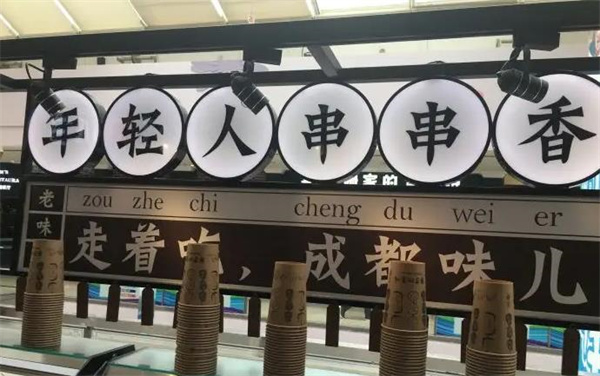 年轻人串串香
老味
zou zhe chi cheng du wei er
走着吃,成都味儿